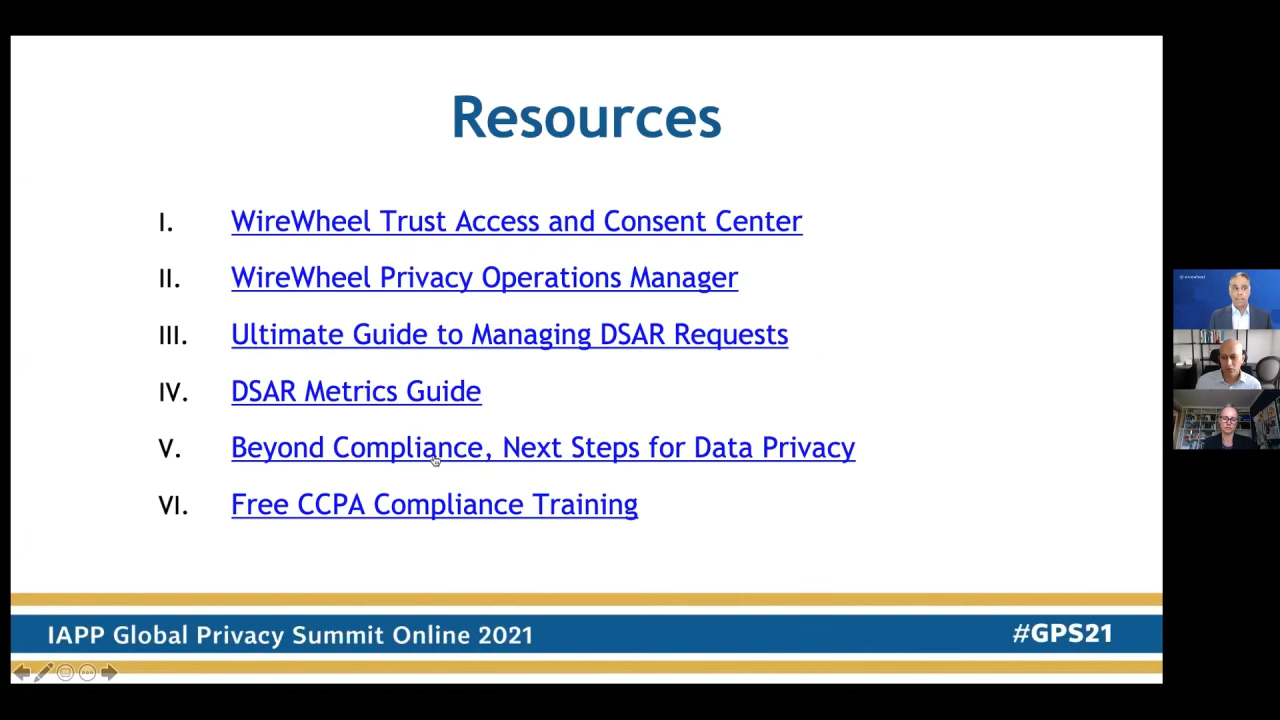 Resources
I. WireWheel Trust Access and Consent Center
II. WireWheel Privacy Operations Manager
III. Ultimate Guide to Managing DSAR Requests
IV. DSAR Metrics Guide
V. Beyond Compliance, Next Steps for Data Privacy
VI. Free CCPA Compliance Training
IAPP Global Privacy Summit Online 2021
#GPS21
wirewheel